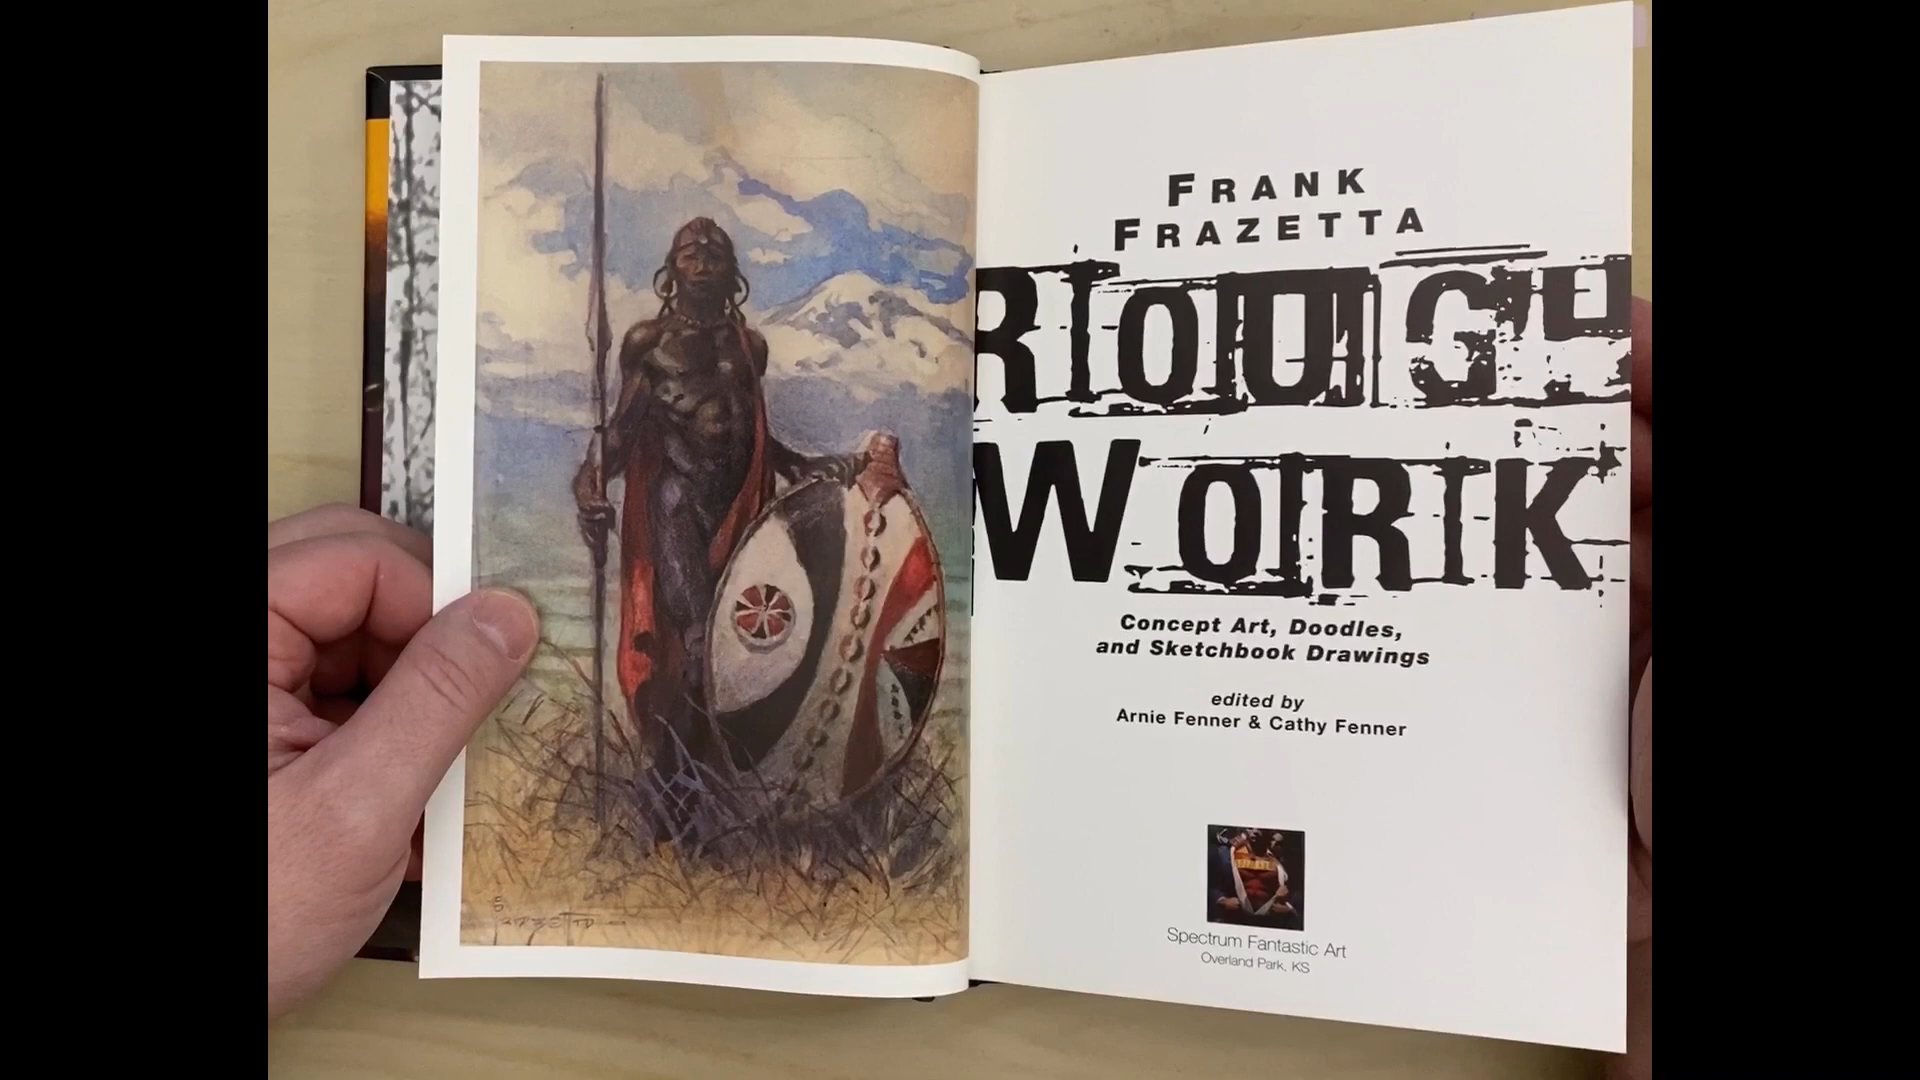 FRANK
FRAZETTA
ROUGH
WORK
Concept Art, Doodles,
and Sketchbook Drawings
edited by
Arnie Fenner & Cathy Fenner
Spectrum Fantastic Art
Overland Park, KS